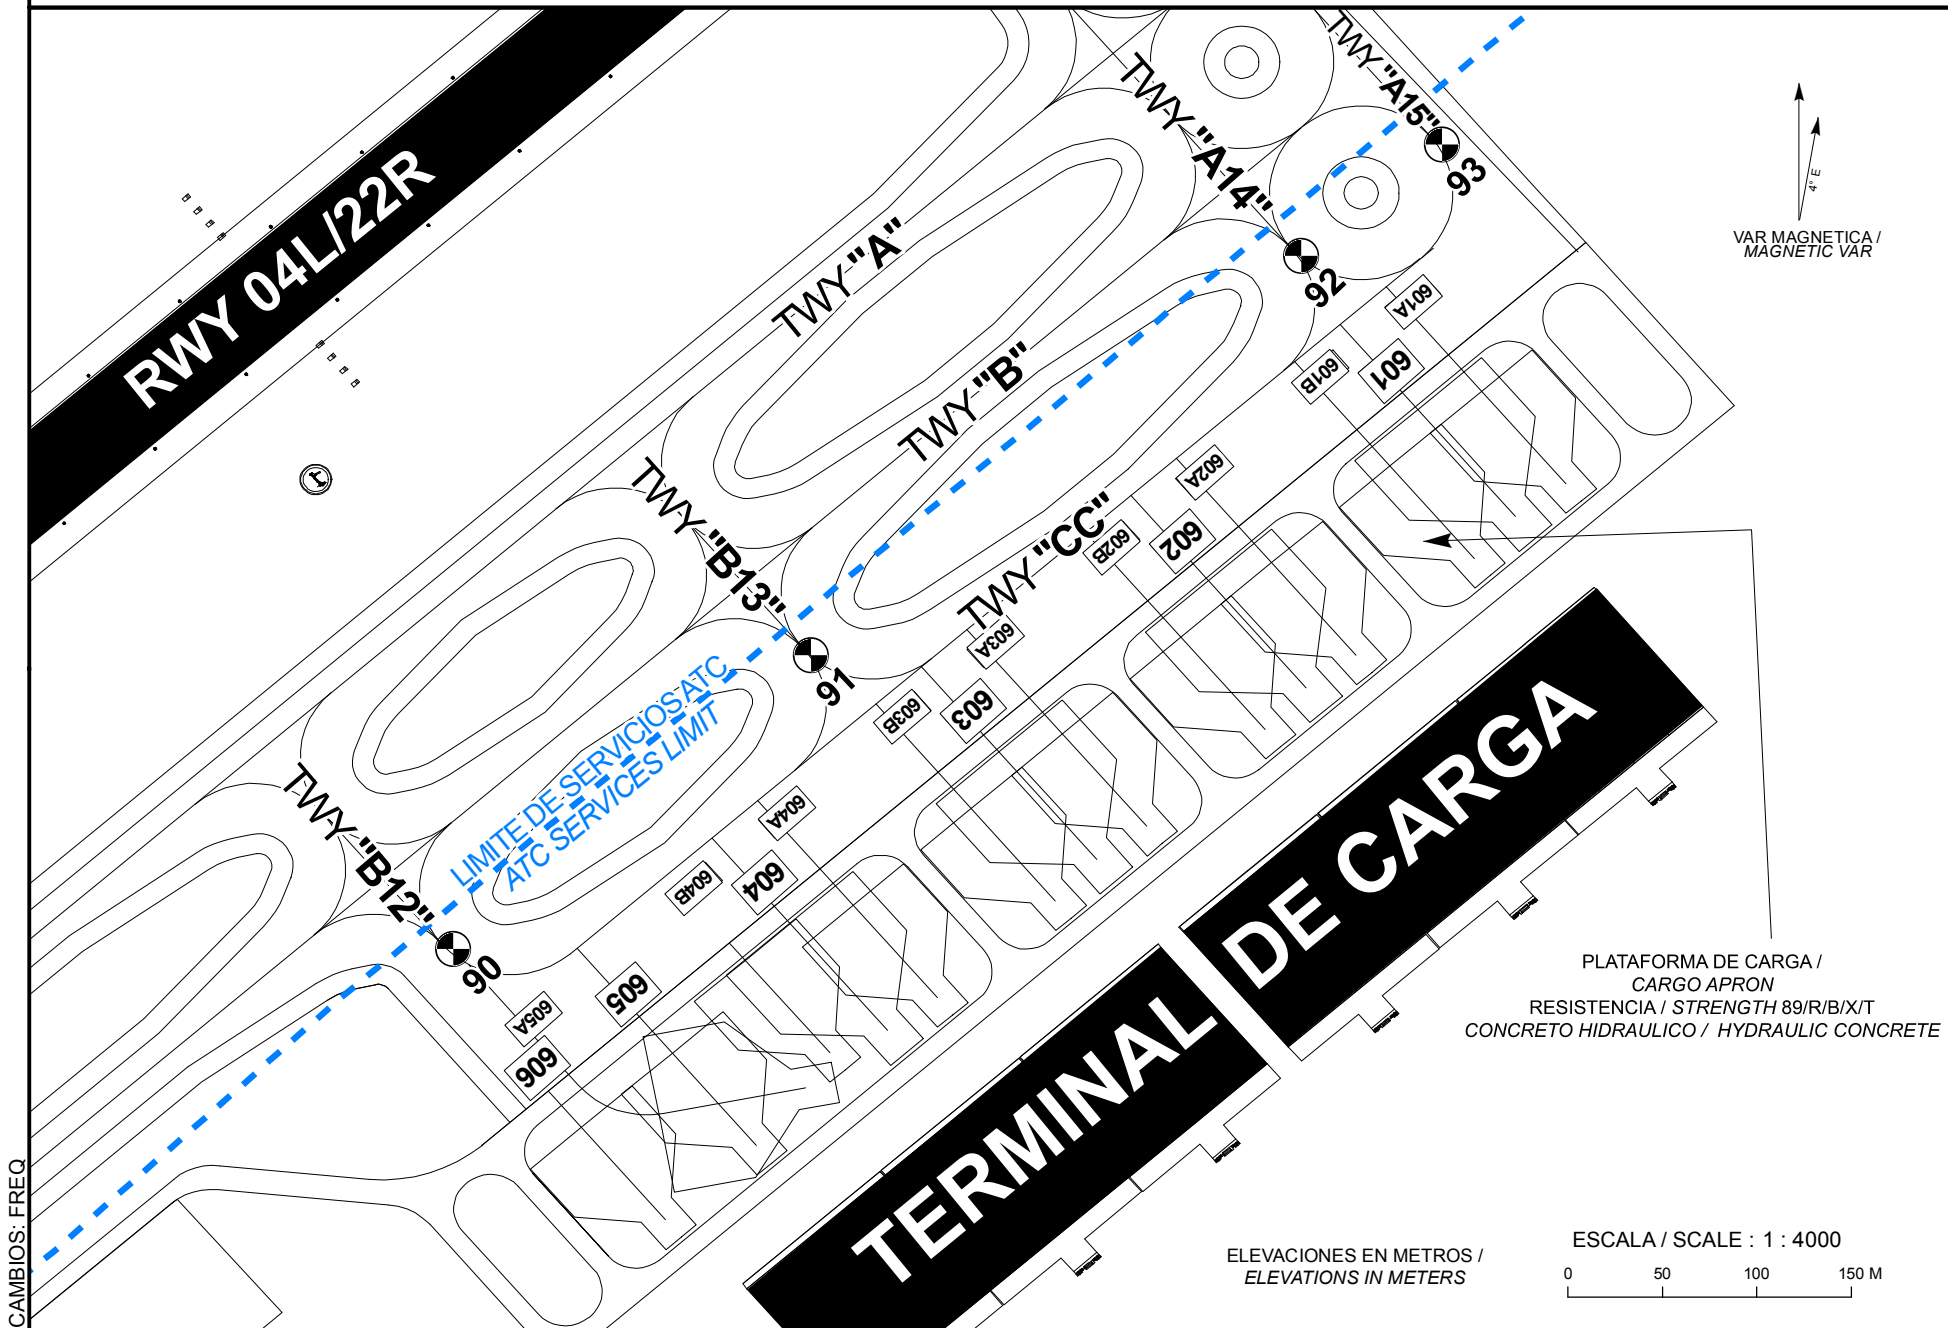 TWY "A15"
93
TWY "A14"
92
4° E
VAR MAGNETICA /
MAGNETIC VAR
RWY 04L/22R
TWY "A"
TWY "B"
601A
601
601B
602A
602
602B
TWY "CC"
TWY "B13"
91
603A
603
603B
LIMITE DE SERVICIOS ATC
ATC SERVICES LIMIT
604A
604
604B
TWY "B12"
90
605
605A
606
TERMINAL DE CARGA
PLATAFORMA DE CARGA /
CARGO APRON
RESISTENCIA / STRENGTH 89/R/B/X/T
CONCRETO HIDRAULICO / HYDRAULIC CONCRETE
ELEVACIONES EN METROS /
ELEVATIONS IN METERS
ESCALA / SCALE : 1 : 4000
0 50 100 150 M
CAMBIOS: FREQ